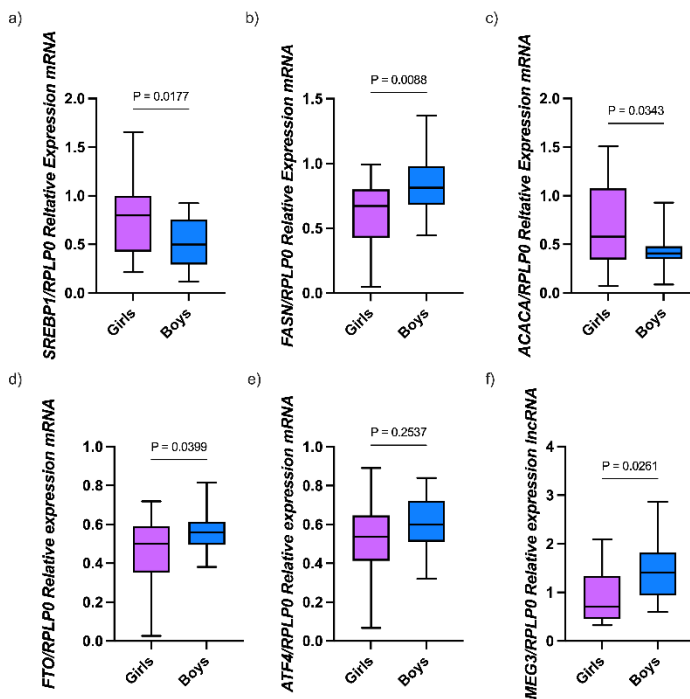 a)
SREBP1/RPLP0 Reltative Expression mRNA
P = 0.0177
2.0
1.5
1.0
0.5
0.0
Girls
Boys
b)
FASN/RPLP0 Relative Expression mRNA
P = 0.0088
1.5
1.0
0.5
0.0
Girls
Boys
c)
ACACA/RPLP0 Reltative Expression mRNA
P = 0.0343
2.0
1.5
1.0
0.5
0.0
Girls
Boys
d)
FTO/RPLP0 Relative expression mRNA
P = 0.0399
1.0
0.8
0.6
0.4
0.2
0.0
Girls
Boys
e)
ATF4/RPLP0 Relative expression mRNA
P = 0.2537
1.0
0.8
0.6
0.4
0.2
0.0
Girls
Boys
f)
MEG3/RPLP0 Relative expression lncRNA
P = 0.0261
4
3
2
1
0
Girls
Boys